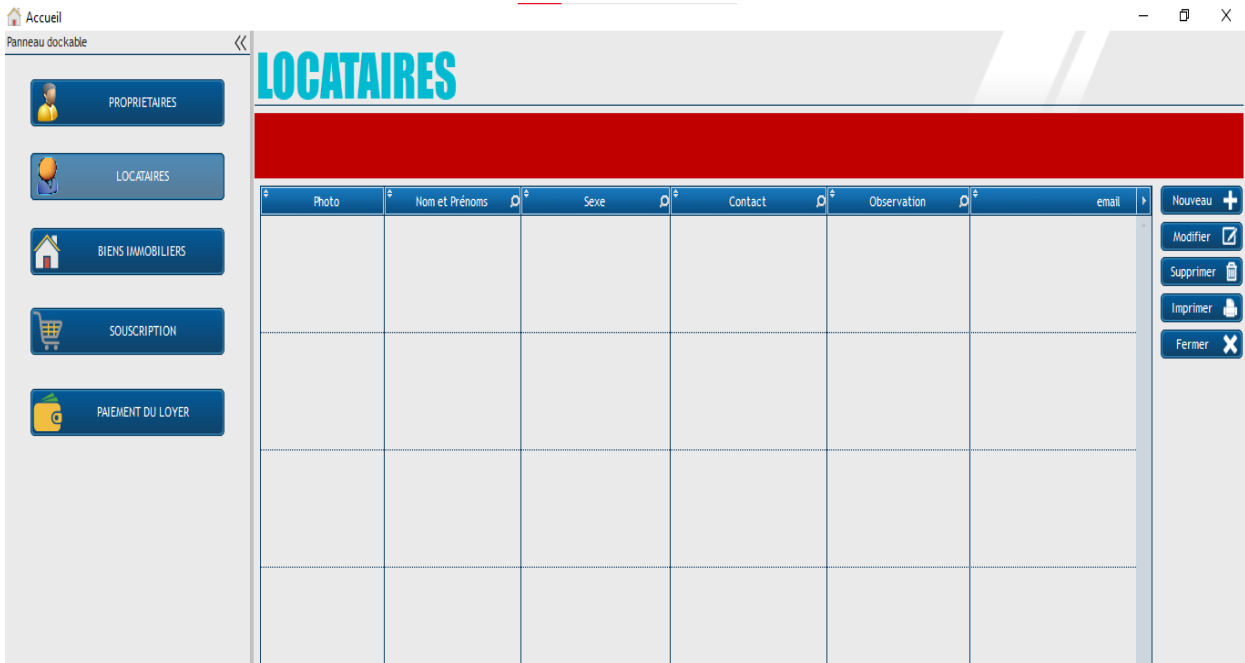 Accueil
Panneau dockable
PROPRIETAIRES
LOCATAIRES
BIENS IMMOBILIERS
SOUSCRIPTION
PAIEMENT DU LOYER
LOCATAIRES
Photo Nom et Prénoms Sexe Contact Observation email
Nouveau
Modifier
Supprimer
Imprimer
Fermer